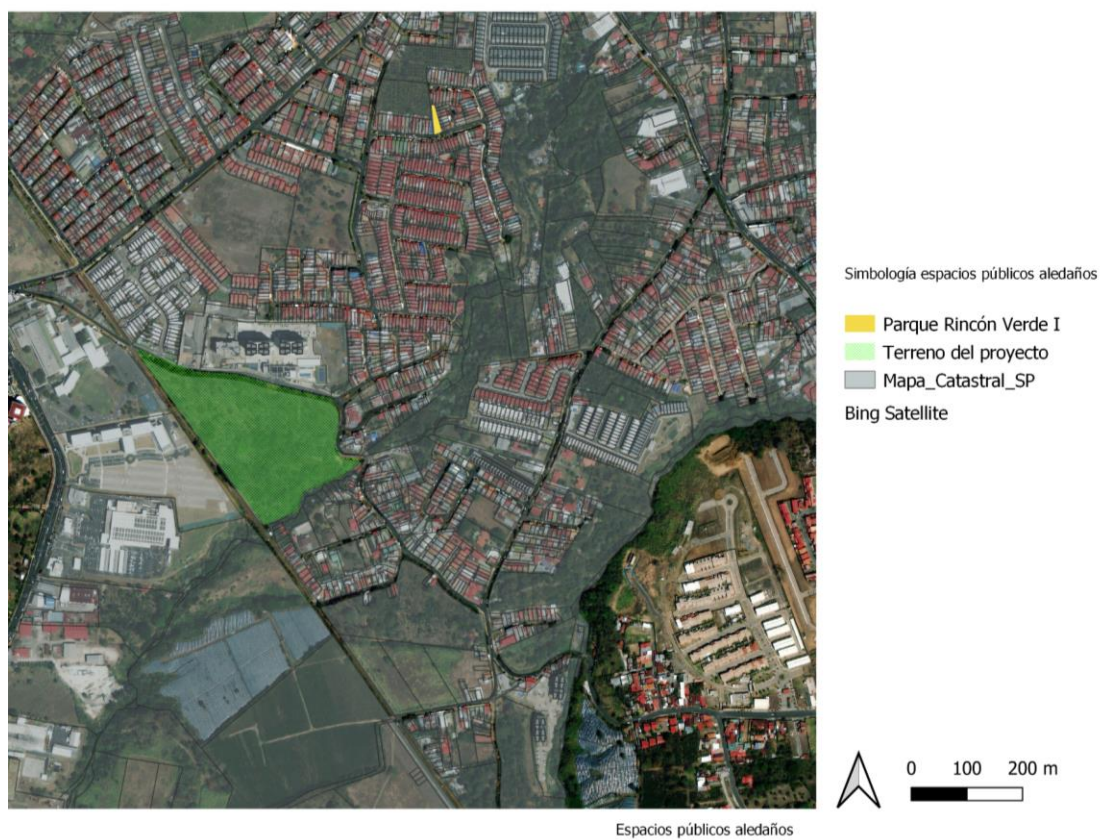 Simbología espacios públicos aledaños
Parque Rincón Verde I
Terreno del proyecto
Mapa_Catastral_SP
Bing Satellite
0 100 200 m
Espacios públicos aledaños